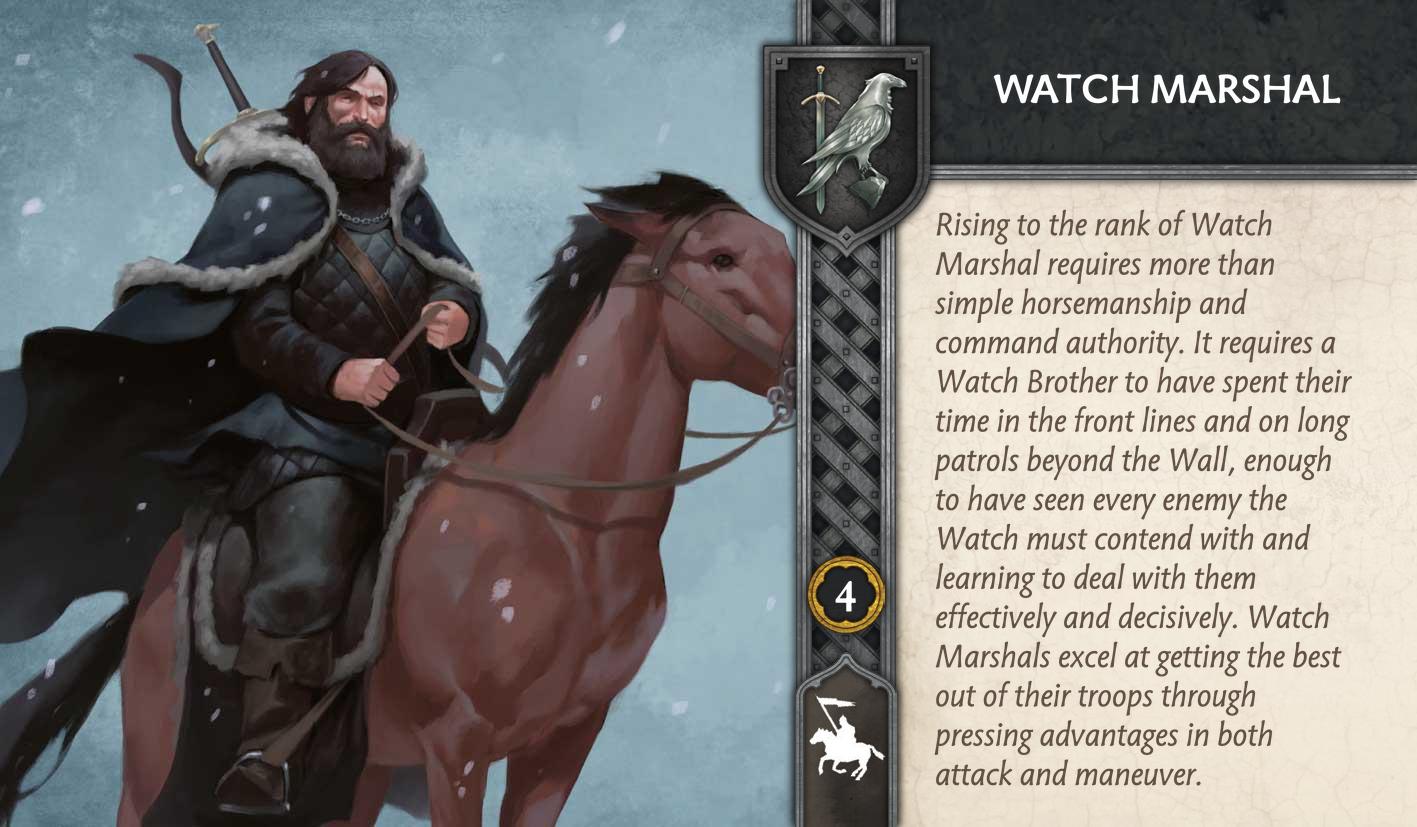 WATCH MARSHAL
Rising to the rank of Watch
Marshal requires more than
simple horsemanship and
command authority. It requires a
Watch Brother to have spent their
time in the front lines and on long
patrols beyond the Wall, enough
to have seen every enemy the
Watch must contend with and
learning to deal with them
effectively and decisively. Watch
Marshals excel at getting the best
out of their troops through
pressing advantages in both
attack and maneuver.
4